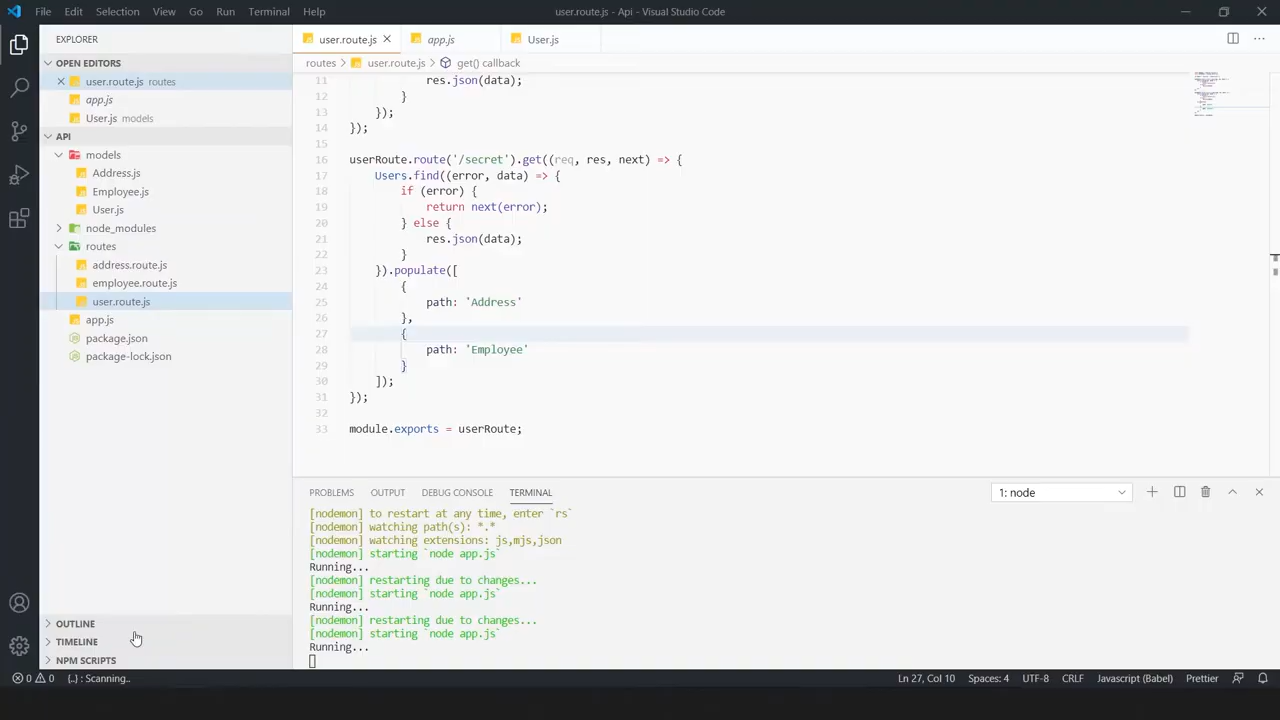 File Edit Selection View Go Run Terminal Help user.route.js - Api - Visual Studio Code
EXPLORER
OPEN EDITORS
user.route.js routes
app.js
User.js models
API
models
Address.js
Employee.js
User.js
node_modules
routes
address.route.js
employee.route.js
user.route.js
app.js
package.json
package-lock.json
OUTLINE
TIMELINE
NPM SCRIPTS
user.route.js app.js User.js
routes > user.route.js > get() callback
11 res.json(data);
12 }
13 });
14 });
15
16 userRoute.route('/secret').get((req, res, next) => {
17 Users.find((error, data) => {
18 if (error) {
19 return next(error);
20 } else {
21 res.json(data);
22 }
23 }).populate([
24 {
25 path: 'Address'
26 },
27 {
28 path: 'Employee'
29 }
30 ]);
31 });
32
33 module.exports = userRoute;
PROBLEMS OUTPUT DEBUG CONSOLE TERMINAL 1: node
[nodemon] to restart at any time, enter `rs`
[nodemon] watching path(s): *.*
[nodemon] watching extensions: js,mjs,json
[nodemon] starting `node app.js`
Running...
[nodemon] restarting due to changes...
[nodemon] starting `node app.js`
Running...
[nodemon] restarting due to changes...
[nodemon] starting `node app.js`
Running...
0 0 {..} : Scanning.. Ln 27, Col 10 Spaces: 4 UTF-8 CRLF Javascript (Babel) Prettier